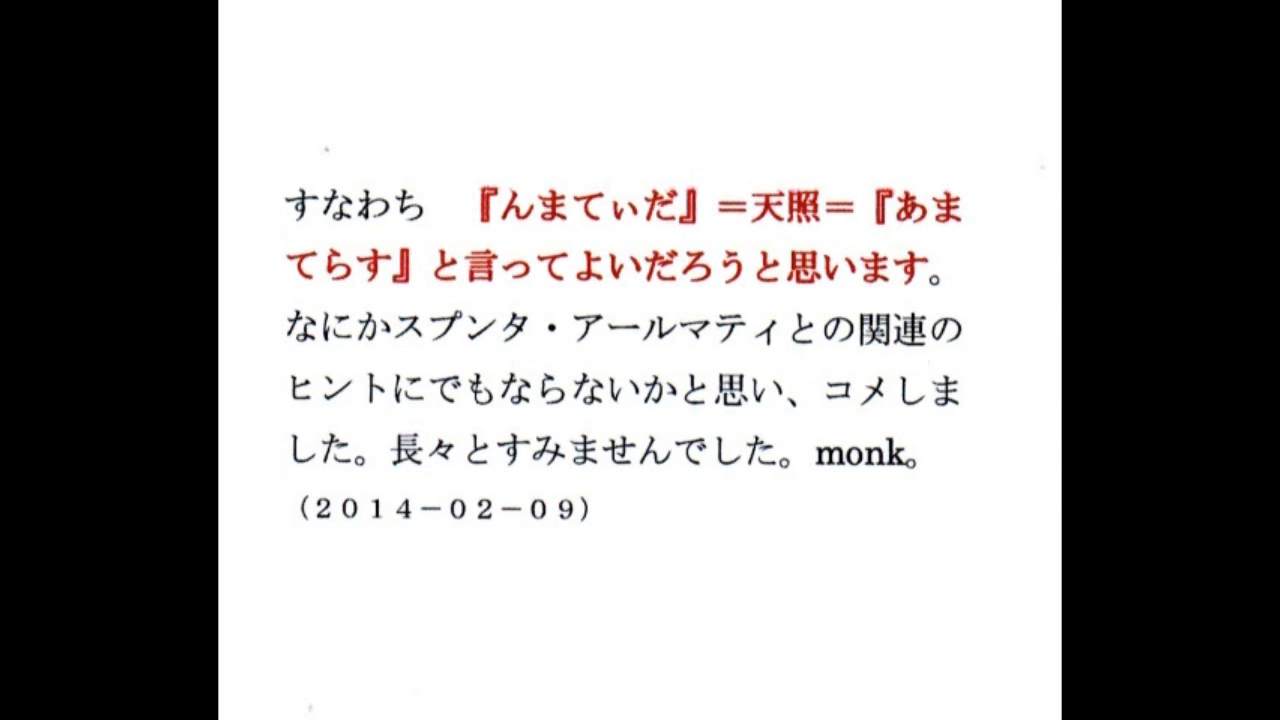 すなわち　『んまてぃだ』＝天照＝『あま
てらす』と言ってよいだろうと思います。
なにかスプンタ・アールマティとの関連の
ヒントにでもならないかと思い、コメしま
した。長々とすみませんでした。monk。
（２０１４－０２－０９）